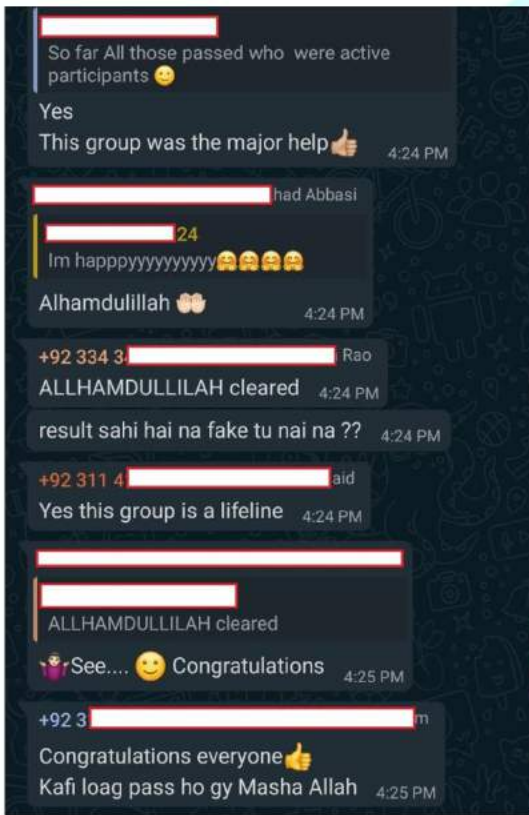 So far All those passed who were active
participants 🙂
Yes
This group was the major help👍🏼 4:24 PM
had Abbasi
24
Im happpyyyyyyyyyy🤗🤗🤗🤗
Alhamdulillah 🤲🏻 4:24 PM
+92 334 3 Rao
ALLHAMDULLILAH cleared 4:24 PM
result sahi hai na fake tu nai na ?? 4:24 PM
+92 311 4 aid
Yes this group is a lifeline 4:24 PM
ALLHAMDULLILAH cleared
🤷🏻‍♀️See.... 🙂 Congratulations 4:25 PM
+92 3 m
Congratulations everyone👍
Kafi loag pass ho gy Masha Allah 4:25 PM